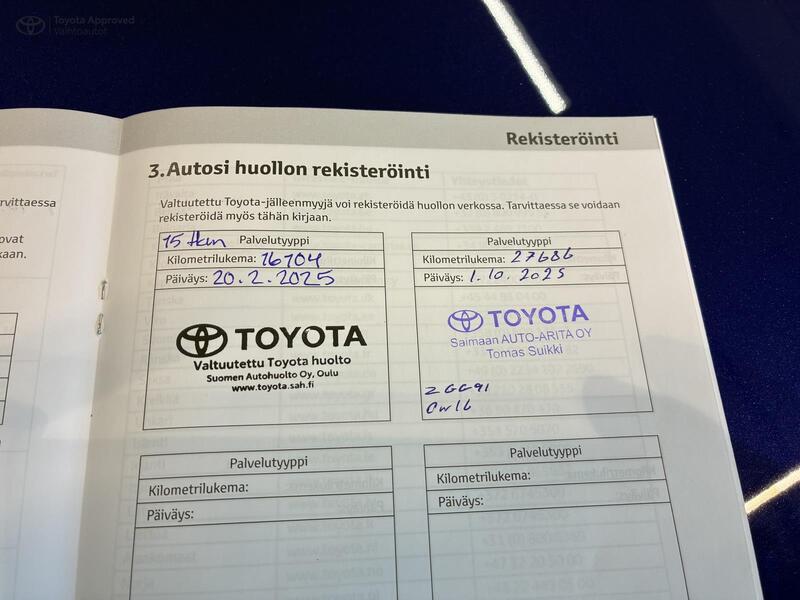 Toyota Approved
Vaihtoautot
Rekisteröinti
3. Autosi huollon rekisteröinti
Valtuutettu Toyota-jälleenmyyjä voi rekisteröidä huollon verkossa. Tarvittaessa se voidaan
rekisteröidä myös tähän kirjaan.
rvittaessa
ovat
kaan.
15 tkm Palvelutyyppi
Kilometrilukema: 16704
Päiväys: 20.2.2025
TOYOTA
Valtuutettu Toyota huolto
Suomen Autohuolto Oy, Oulu
www.toyota.sah.fi
Palvelutyyppi
Kilometrilukema: 27686
Päiväys: 1.10.2025
TOYOTA
Saimaan AUTO-ARITA OY
Tomas Suikki
ZGG91
Palvelutyyppi
Kilometrilukema:
Päiväys:
Palvelutyyppi
Kilometrilukema:
Päiväys: